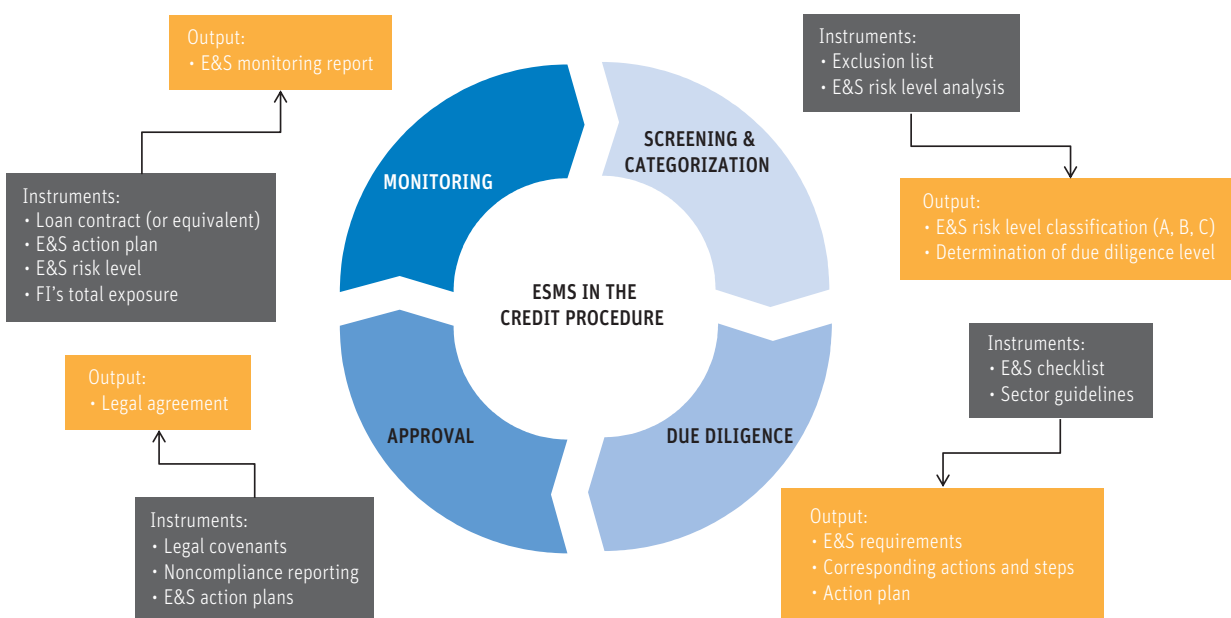 Output:
• E&S monitoring report
Instruments:
• Exclusion list
• E&S risk level analysis
SCREENING &
CATEGORIZATION
MONITORING
Instruments:
• Loan contract (or equivalent)
• E&S action plan
• E&S risk level
• FI's total exposure
Output:
• E&S risk level classification (A, B, C)
• Determination of due diligence level
ESMS IN THE
CREDIT PROCEDURE
Instruments:
• E&S checklist
• Sector guidelines
Output:
• Legal agreement
APPROVAL
DUE DILIGENCE
Instruments:
• Legal covenants
• Noncompliance reporting
• E&S action plans
Output:
• E&S requirements
• Corresponding actions and steps
• Action plan